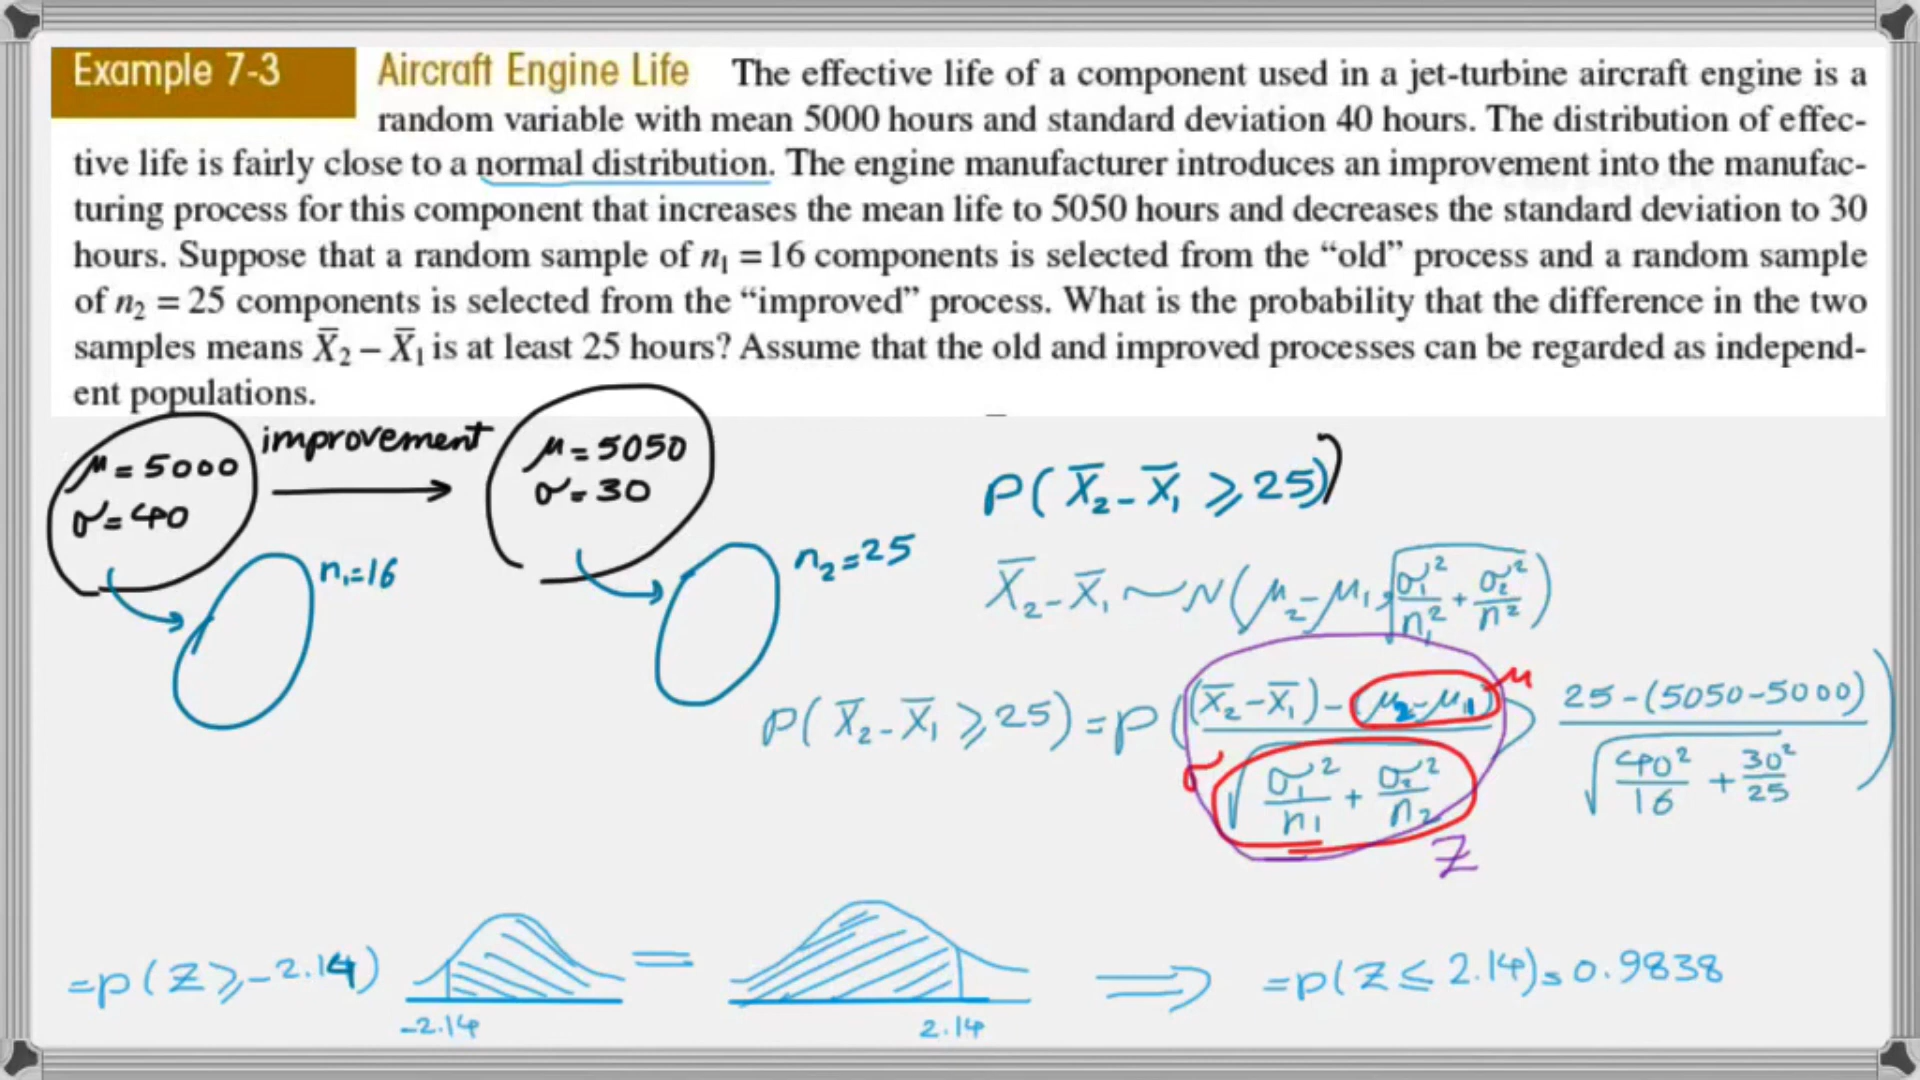 Example 7-3 Aircraft Engine Life The effective life of a component used in a jet-turbine aircraft engine is a
random variable with mean 5000 hours and standard deviation 40 hours. The distribution of effec-
tive life is fairly close to a normal distribution. The engine manufacturer introduces an improvement into the manufac-
turing process for this component that increases the mean life to 5050 hours and decreases the standard deviation to 30
hours. Suppose that a random sample of n₁ = 16 components is selected from the “old” process and a random sample
of n₂ = 25 components is selected from the “improved” process. What is the probability that the difference in the two
samples means X̄₂ – X̄₁ is at least 25 hours? Assume that the old and improved processes can be regarded as independ-
ent populations.
μ = 5000
σ = 40
improvement
μ = 5050
σ = 30
n₁=16
n₂=25
P( X̄₂ - X̄₁ ⩾ 25)
X̄₂ - X̄₁ ~ N( μ₂ - μ₁, √(σ₁²/n₁² + σ₂²/n²) )
P( X̄₂ - X̄₁ ⩾ 25) = P( ((X̄₂ - X̄₁) - (μ₂ - μ₁)) / √(σ₁²/n₁ + σ₂²/n₂) > (25 - (5050 - 5000)) / √(40²/16 + 30²/25) )
μ
σ
Z
= P( Z ⩾ -2.14)
-2.14
=
2.14
⟹ = P( Z ≤ 2.14) = 0.9838